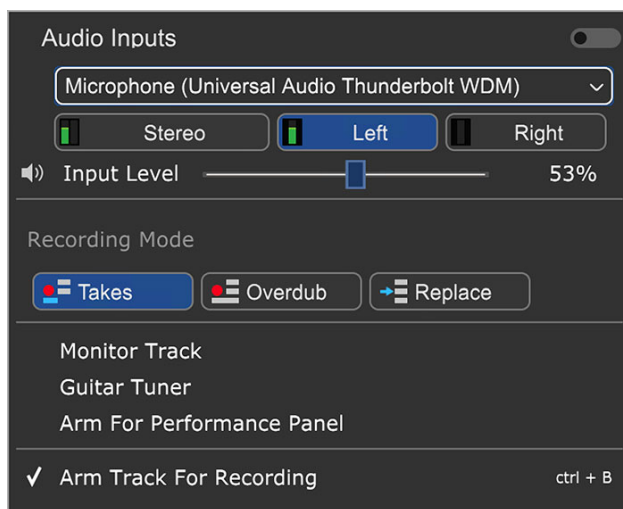 Audio Inputs
Microphone (Universal Audio Thunderbolt WDM)
Stereo Left Right
Input Level 53%
Recording Mode
Takes Overdub Replace
Monitor Track
Guitar Tuner
Arm For Performance Panel
Arm Track For Recording ctrl + B